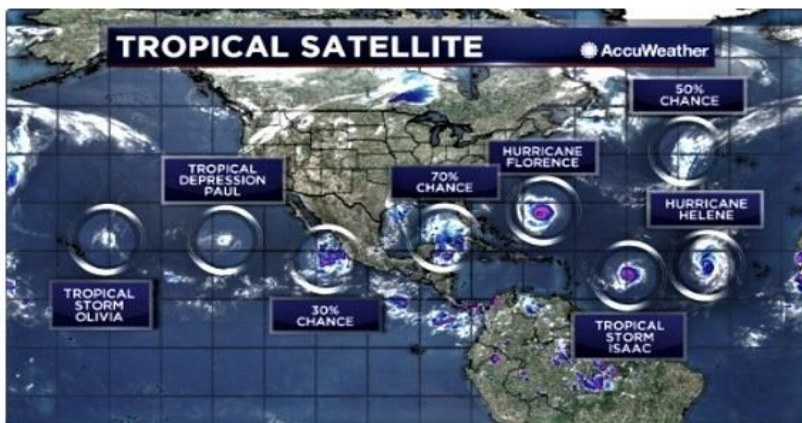 TROPICAL SATELLITE
AccuWeather
50%
CHANCE
HURRICANE
FLORENCE
70%
CHANCE
TROPICAL
DEPRESSION
PAUL
HURRICANE
HELENE
TROPICAL
STORM
OLIVIA
30%
CHANCE
TROPICAL
STORM
ISAAC